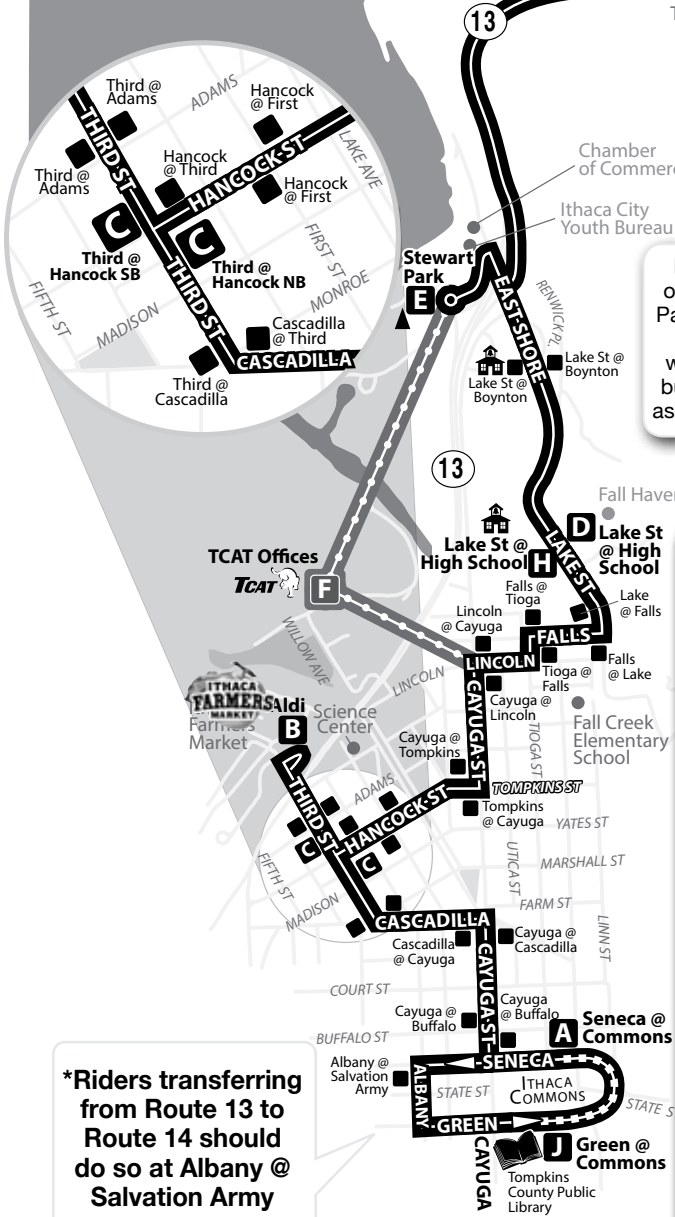 13
Third @
Adams
ADAMS
Hancock
@ First
THIRD ST
Third @
Adams
Hancock
@ Third
HANCOCK ST
LAKE AVE
Hancock
@ First
C
Third @
Hancock SB
C
Third @
Hancock NB
THIRD ST
FIRST ST
MONROE
FIFTH ST
MADISON
Cascadilla
@ Third
CASCADILLA
Third @
Cascadilla
Chamber
of Commerc
Ithaca City
Youth Bureau
Stewart
Park
E
EAST SHORE
RENWICK PL.
Lake St @
Boynton
Lake St @
Boynton
13
Fall Haven
D
Lake St
@ High
School
Lake St @
High School
H
LAKE ST
TCAT Offices
TCAT
F
Falls @
Tioga
Lake
@ Falls
Lincoln
@ Cayuga
FALLS
LINCOLN
Tioga @
Falls
Falls
@ Lake
WILLOW AVE
LINCOLN
CAYUGA ST
Cayuga @
Lincoln
TIOGA ST
Fall Creek
Elementary
School
ITHACA
FARMERS
MARKET
Aldi
B
Farmers
Market
Science
Center
Cayuga @
Tompkins
TOMPKINS ST
Tompkins
@ Cayuga
THIRD ST
ADAMS
HANCOCK ST
C
C
YATES ST
MARSHALL ST
UTICA ST
FARM ST
LINN ST
FIFTH ST
MADISON
CASCADILLA
Cascadilla
@ Cayuga
Cayuga @
Cascadilla
CAYUGA ST
COURT ST
Cayuga @
Buffalo
Cayuga
@ Buffalo
BUFFALO ST
A
Seneca @
Commons
Albany @
Salvation
Army
SENECA
ALBANY
STATE ST
ITHACA
COMMONS
STATE S
GREEN
CAYUGA
J
Green @
Commons
Tompkins
County Public
Library
*Riders transferring
from Route 13 to
Route 14 should
do so at Albany @
Salvation Army
o
Pa
w
bu
as